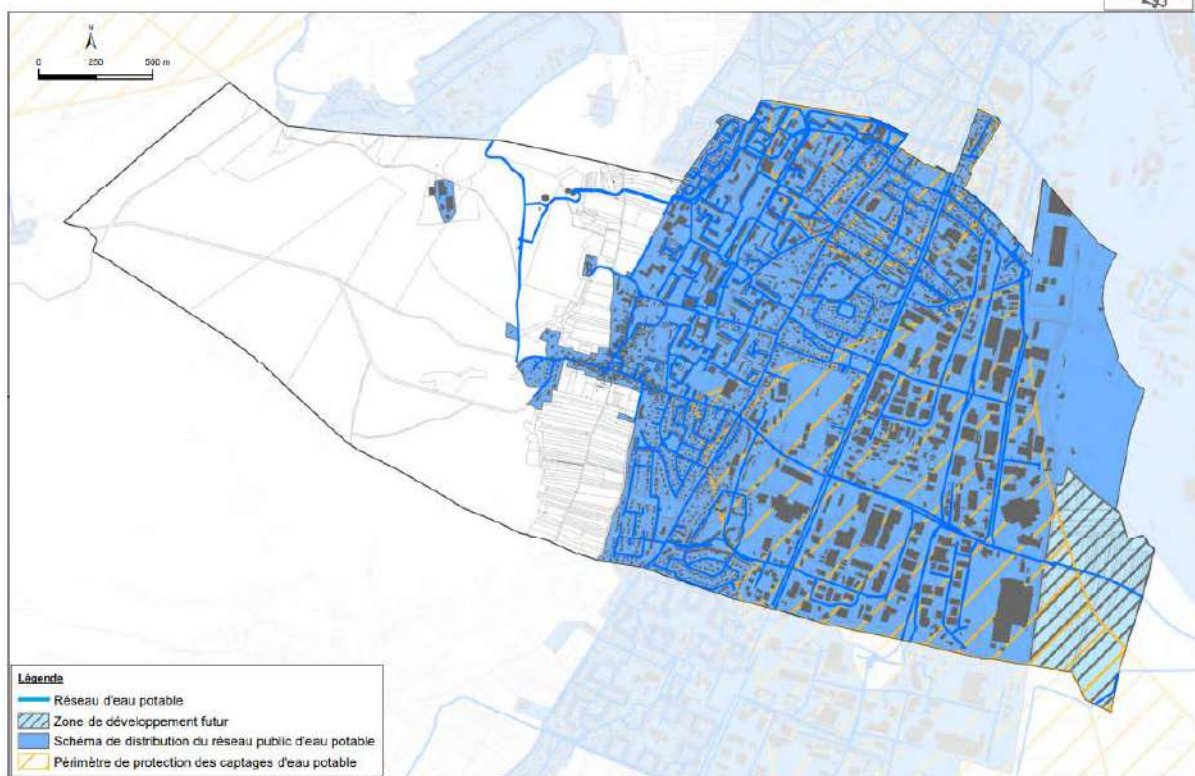 N
0 250 500 m
Légende
Réseau d'eau potable
Zone de développement futur
Schéma de distribution du réseau public d'eau potable
Périmètre de protection des captages d'eau potable